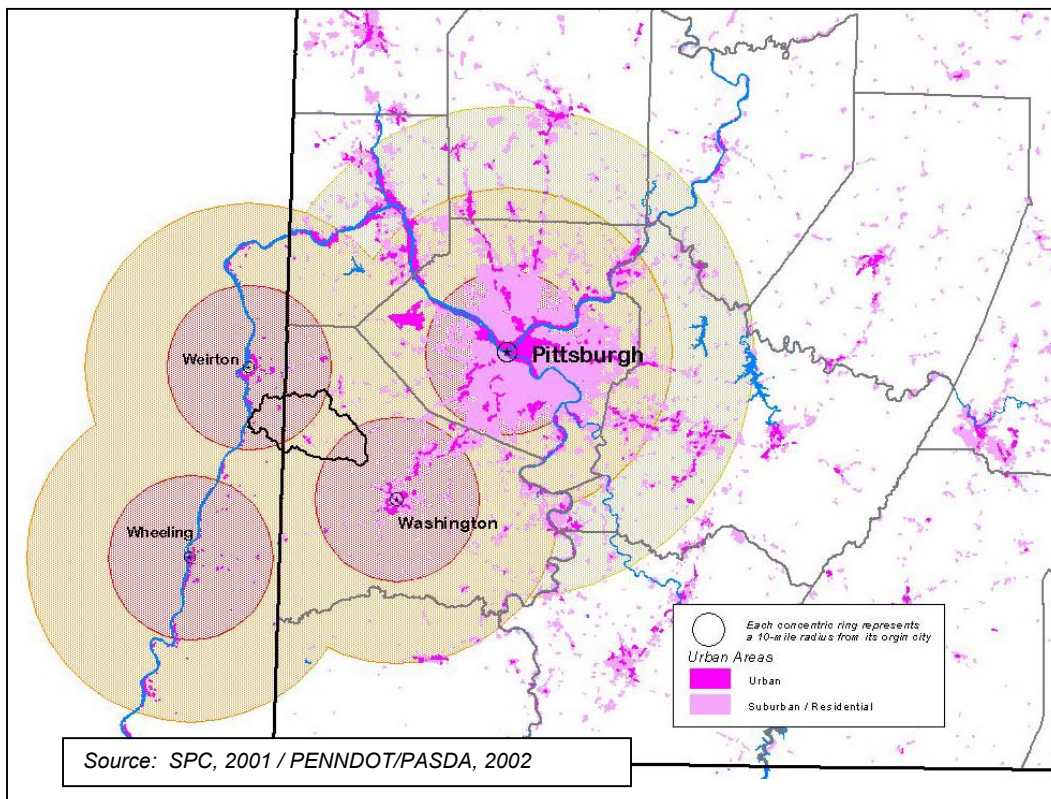 Weirton
Pittsburgh
Wheeling
Washington
Each concentric ring represents
a 10-mile radius from its orgin city
Urban Areas
Urban
Suburban / Residential
Source: SPC, 2001 / PENNDOT/PASDA, 2002